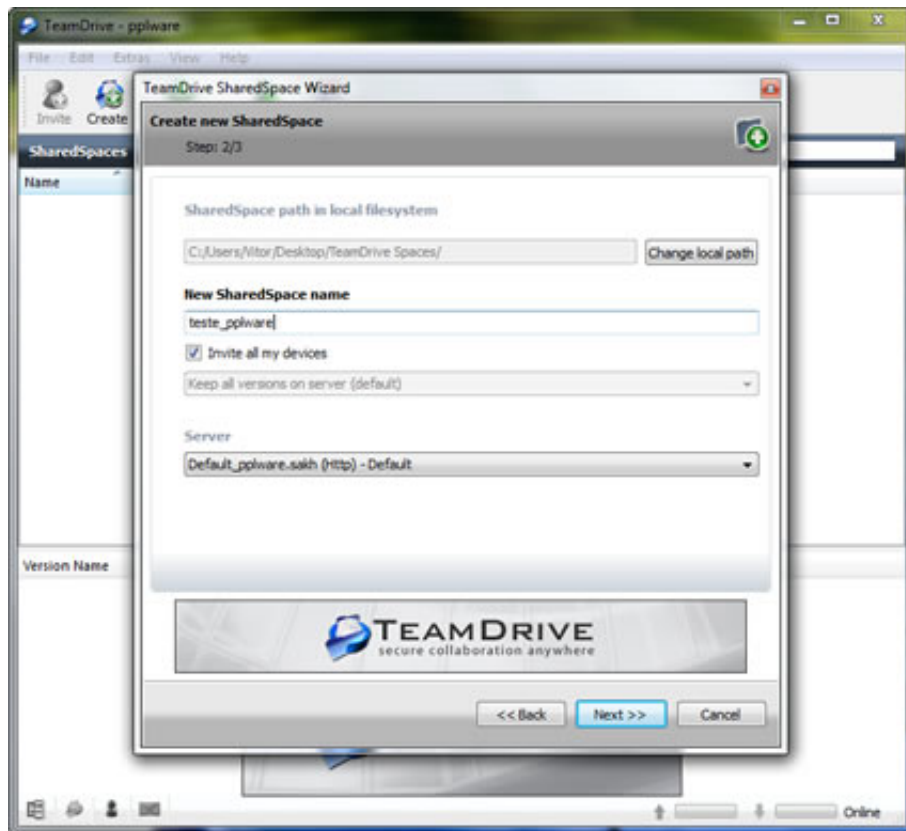 TeamDrive - pplware
File Edit Extras View Help
Invite Create
SharedSpaces
Name
TeamDrive SharedSpace Wizard
Create new SharedSpace
Step: 2/3
SharedSpace path in local filesystem
C:/Users/Vitor/Desktop/TeamDrive Spaces/
Change local path
New SharedSpace name
teste_pplware
Invite all my devices
Keep all versions on server (default)
Server
Default_pplware.sakh (Http) - Default
Version Name
TEAMDRIVE
secure collaboration anywhere
<< Back Next >> Cancel
Online